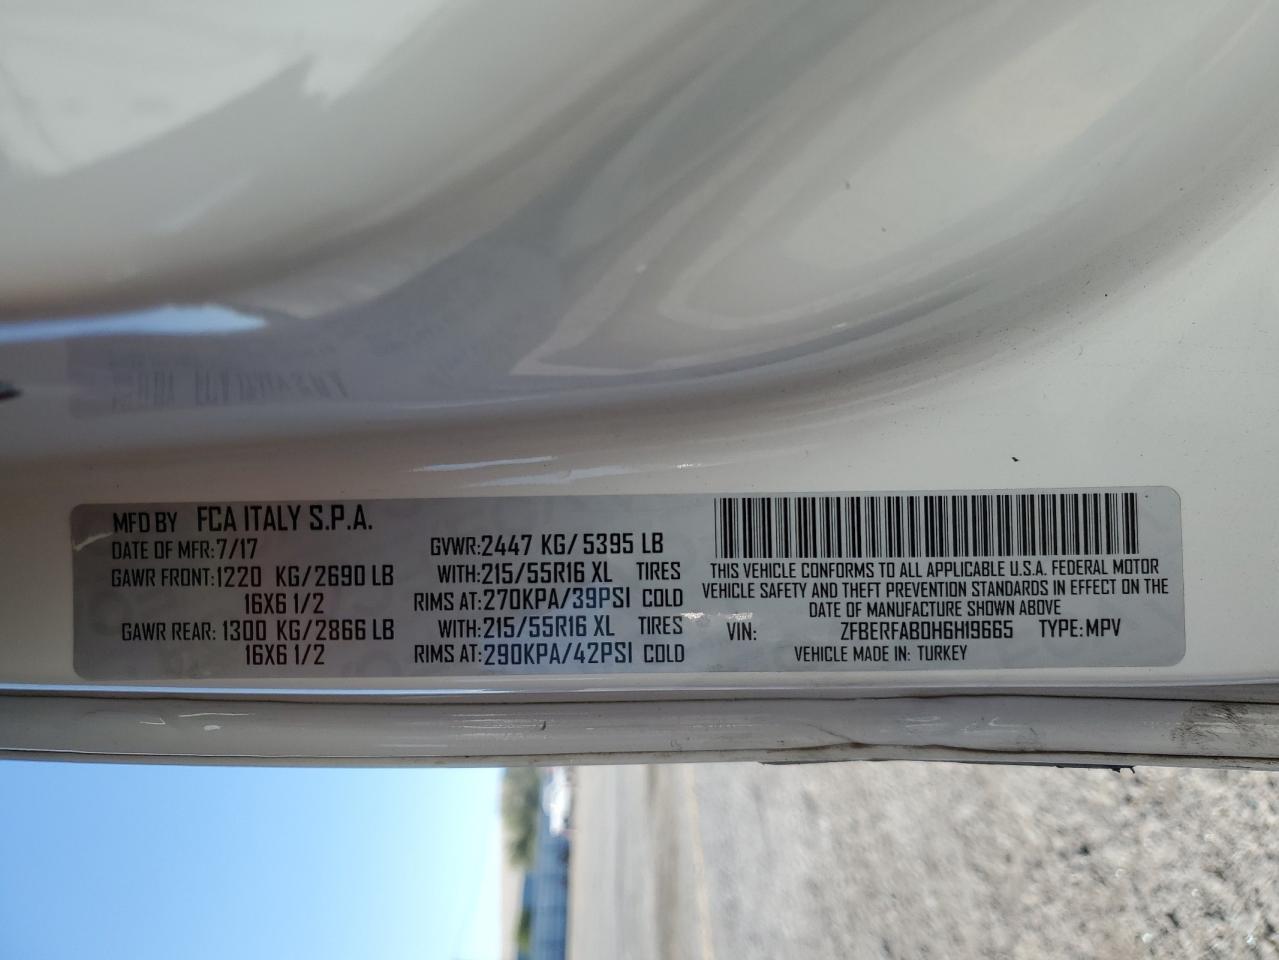 MFD BY FCA ITALY S.P.A.
DATE OF MFR: 7/17 GVWR: 2447 KG/ 5395 LB
GAWR FRONT: 1220 KG/2690 LB WITH: 215/55R16 XL TIRES
16X6 1/2 RIMS AT: 270KPA/39PSI COLD
GAWR REAR: 1300 KG/2866 LB WITH: 215/55R16 XL TIRES
16X6 1/2 RIMS AT: 290KPA/42PSI COLD
THIS VEHICLE CONFORMS TO ALL APPLICABLE U.S.A. FEDERAL MOTOR
VEHICLE SAFETY AND THEFT PREVENTION STANDARDS IN EFFECT ON THE
DATE OF MANUFACTURE SHOWN ABOVE
VIN: ZFBERFAB0H6H19665 TYPE: MPV
VEHICLE MADE IN: TURKEY